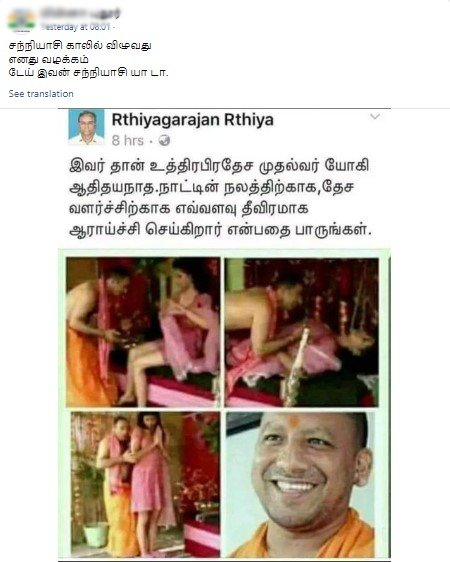 Yesterday at 08:01 ·
சந்நியாசி காலில் விழுவது
எனது வழக்கம்
டேய் இவன் சந்நியாசி யா டா.
See translation
Rthiyagarajan Rthiya
8 hrs ·
இவர் தான் உத்திரபிரதேச முதல்வர் யோகி
ஆதிதயநாத.நாட்டின் நலத்திற்காக,தேச
வளர்ச்சிற்காக எவ்வளவு தீவிரமாக
ஆராய்ச்சி செய்கிறார் என்பதை பாருங்கள்.